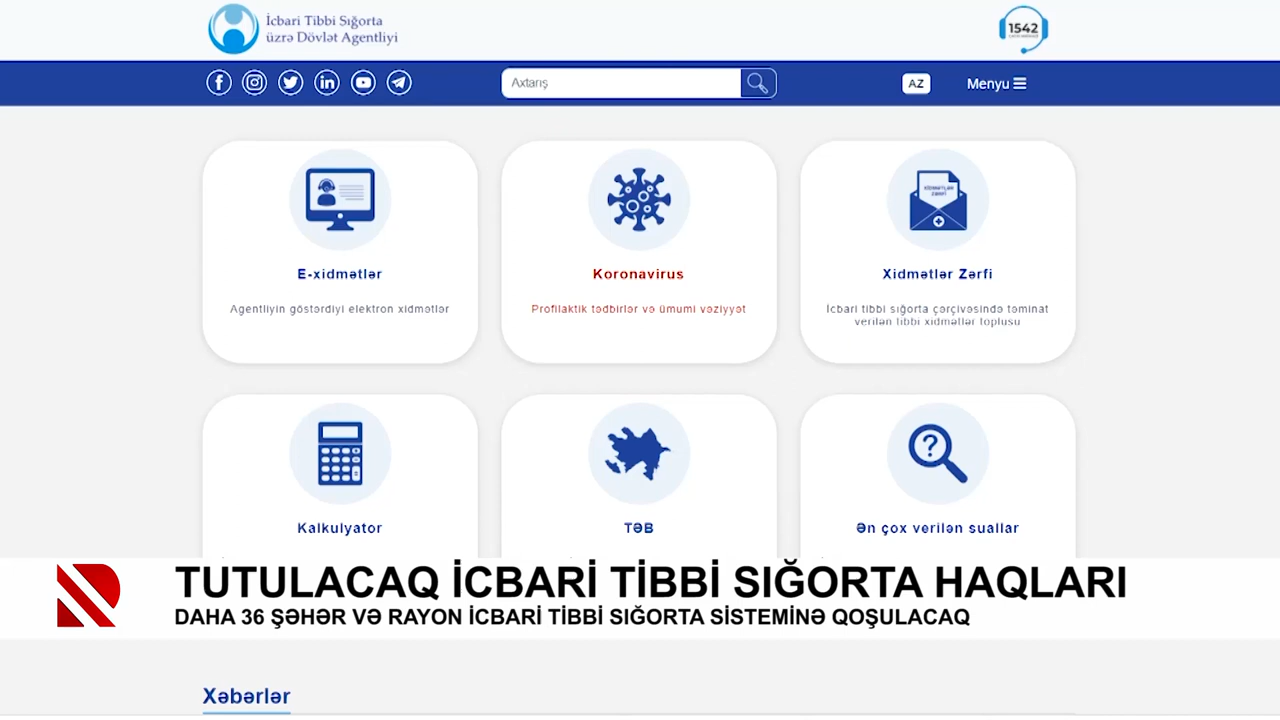 İcbari Tibbi Sığorta
üzrə Dövlət Agentliyi
1542
Axtarış
AZ
Menyu
E-xidmətlər
Agentliyin göstərdiyi elektron xidmətlər
Koronavirus
Profilaktik tədbirlər və ümumi vəziyyət
XİDMƏTLƏR
ZƏRFİ
Xidmətlər Zərfi
İcbari tibbi sığorta çərçivəsində təminat
verilən tibbi xidmətlər toplusu
Kalkulyator
TƏB
Ən çox verilən suallar
TUTULACAQ İCBARİ TİBBİ SIĞORTA HAQLARI
DAHA 36 ŞƏHƏR VƏ RAYON İCBARİ TİBBİ SIĞORTA SİSTEMİNƏ QOŞULACAQ
Xəbərlər